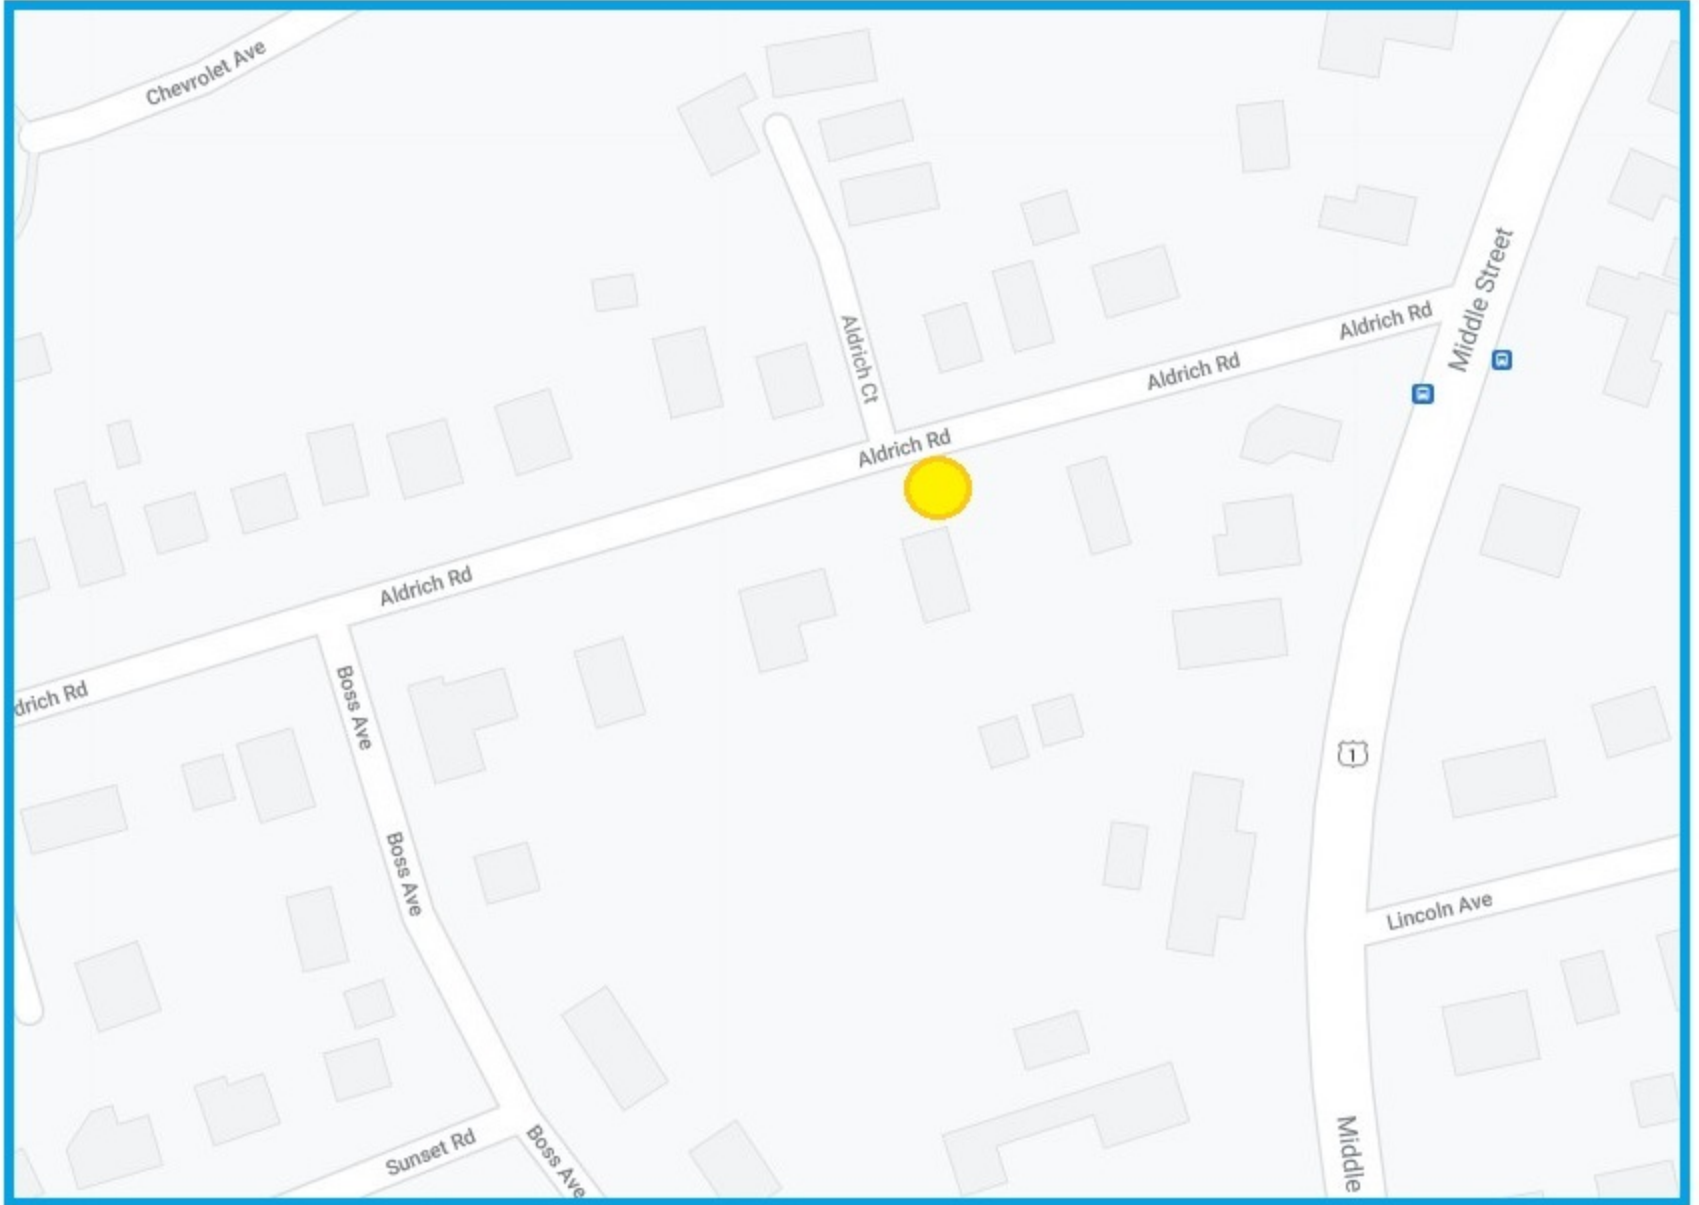 Chevrolet Ave
Middle Street
Aldrich Rd
Aldrich Ct
Aldrich Rd
Aldrich Rd
Aldrich Rd
drich Rd
Boss Ave
1
Boss Ave
Lincoln Ave
Sunset Rd
Boss Ave
Middle